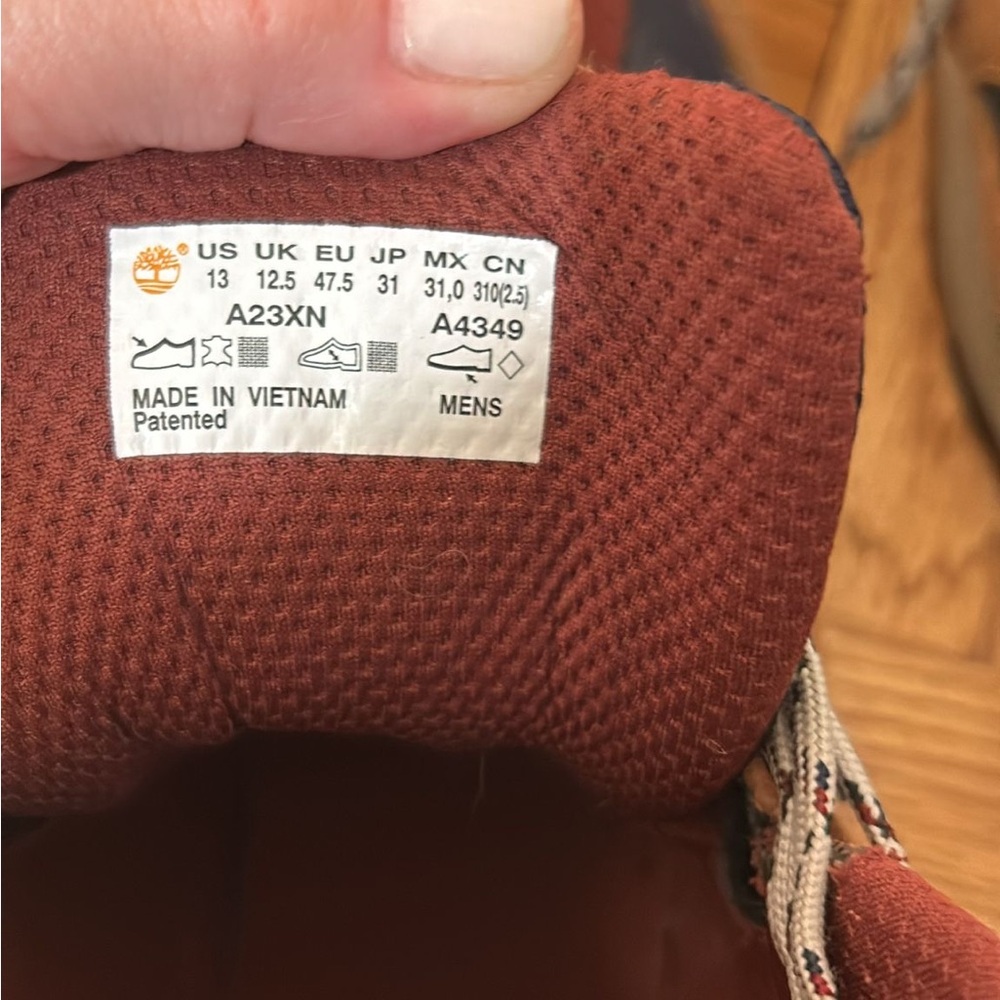 ® US UK EU JP MX CN
13 12.5 47.5 31 31,0 310(2.5)
A23XN A4349
MADE IN VIETNAM MENS
Patented